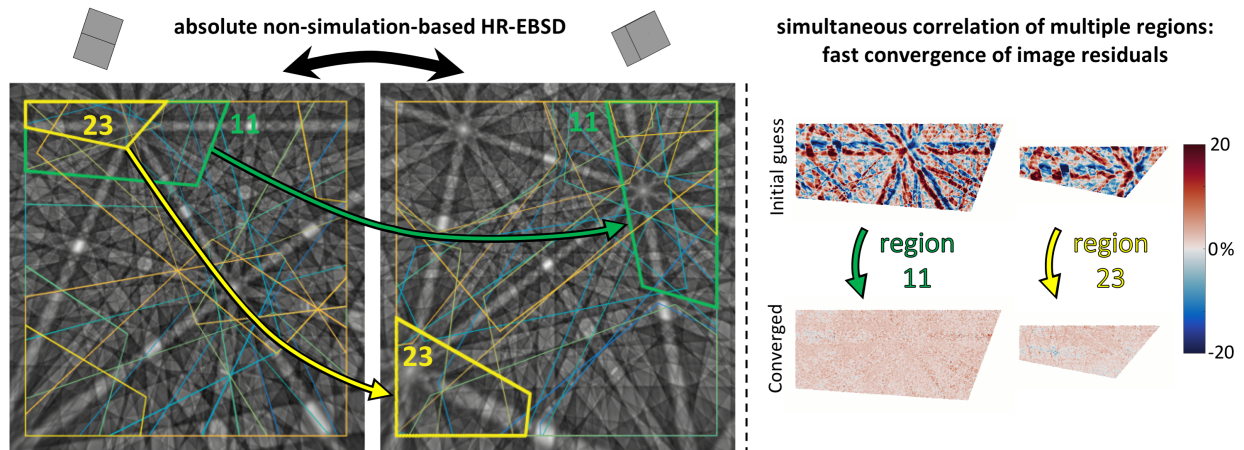 absolute non-simulation-based HR-EBSD
23
11
11
23
simultaneous correlation of multiple regions:
fast convergence of image residuals
Initial guess
region
11
region
23
Converged
20
0%
-20